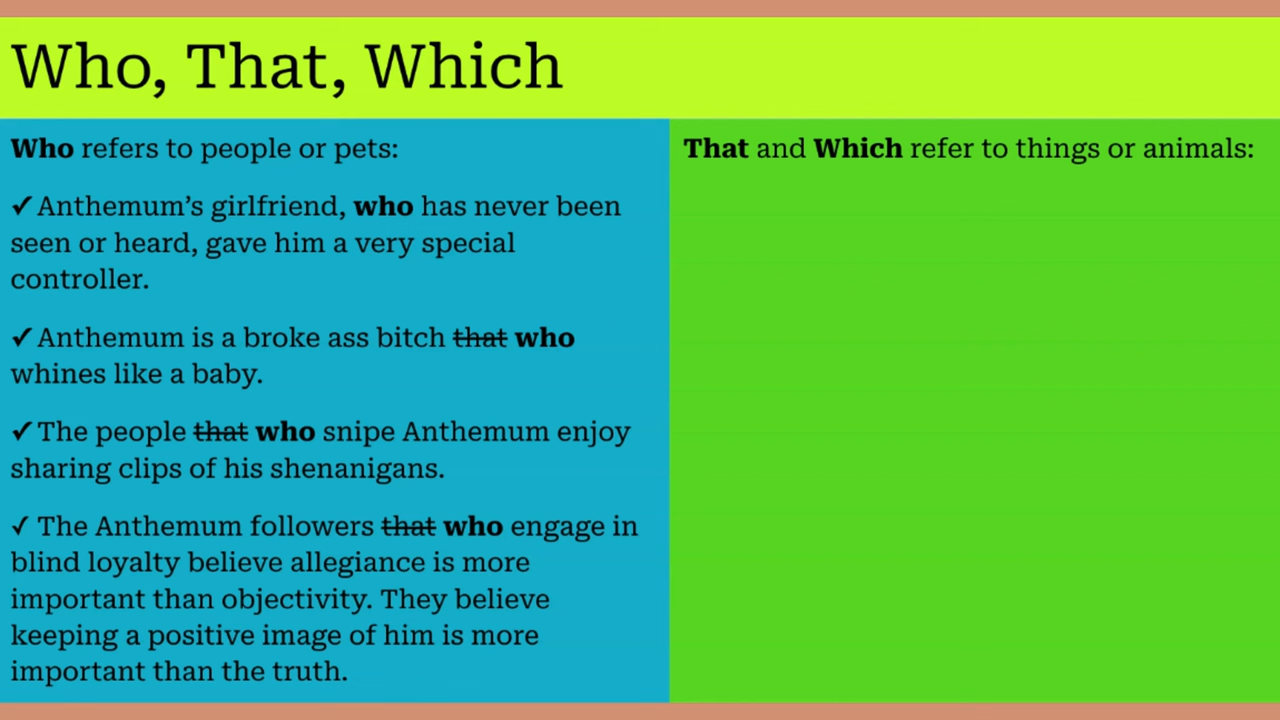 Who, That, Which
Who refers to people or pets:
✓ Anthemum’s girlfriend, who has never been
seen or heard, gave him a very special
controller.
✓ Anthemum is a broke ass bitch that who
whines like a baby.
✓ The people that who snipe Anthemum enjoy
sharing clips of his shenanigans.
✓ The Anthemum followers that who engage in
blind loyalty believe allegiance is more
important than objectivity. They believe
keeping a positive image of him is more
important than the truth.
That and Which refer to things or animals: